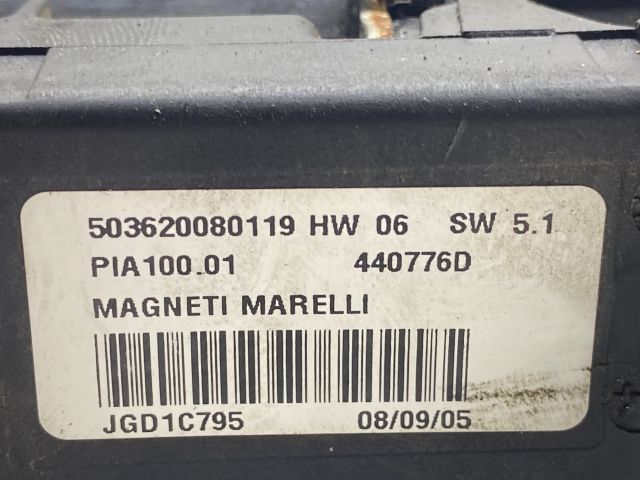 503620080119 HW 06 SW 5.1
PIA100.01 440776D
MAGNETI MARELLI
JGD1C795 08/09/05